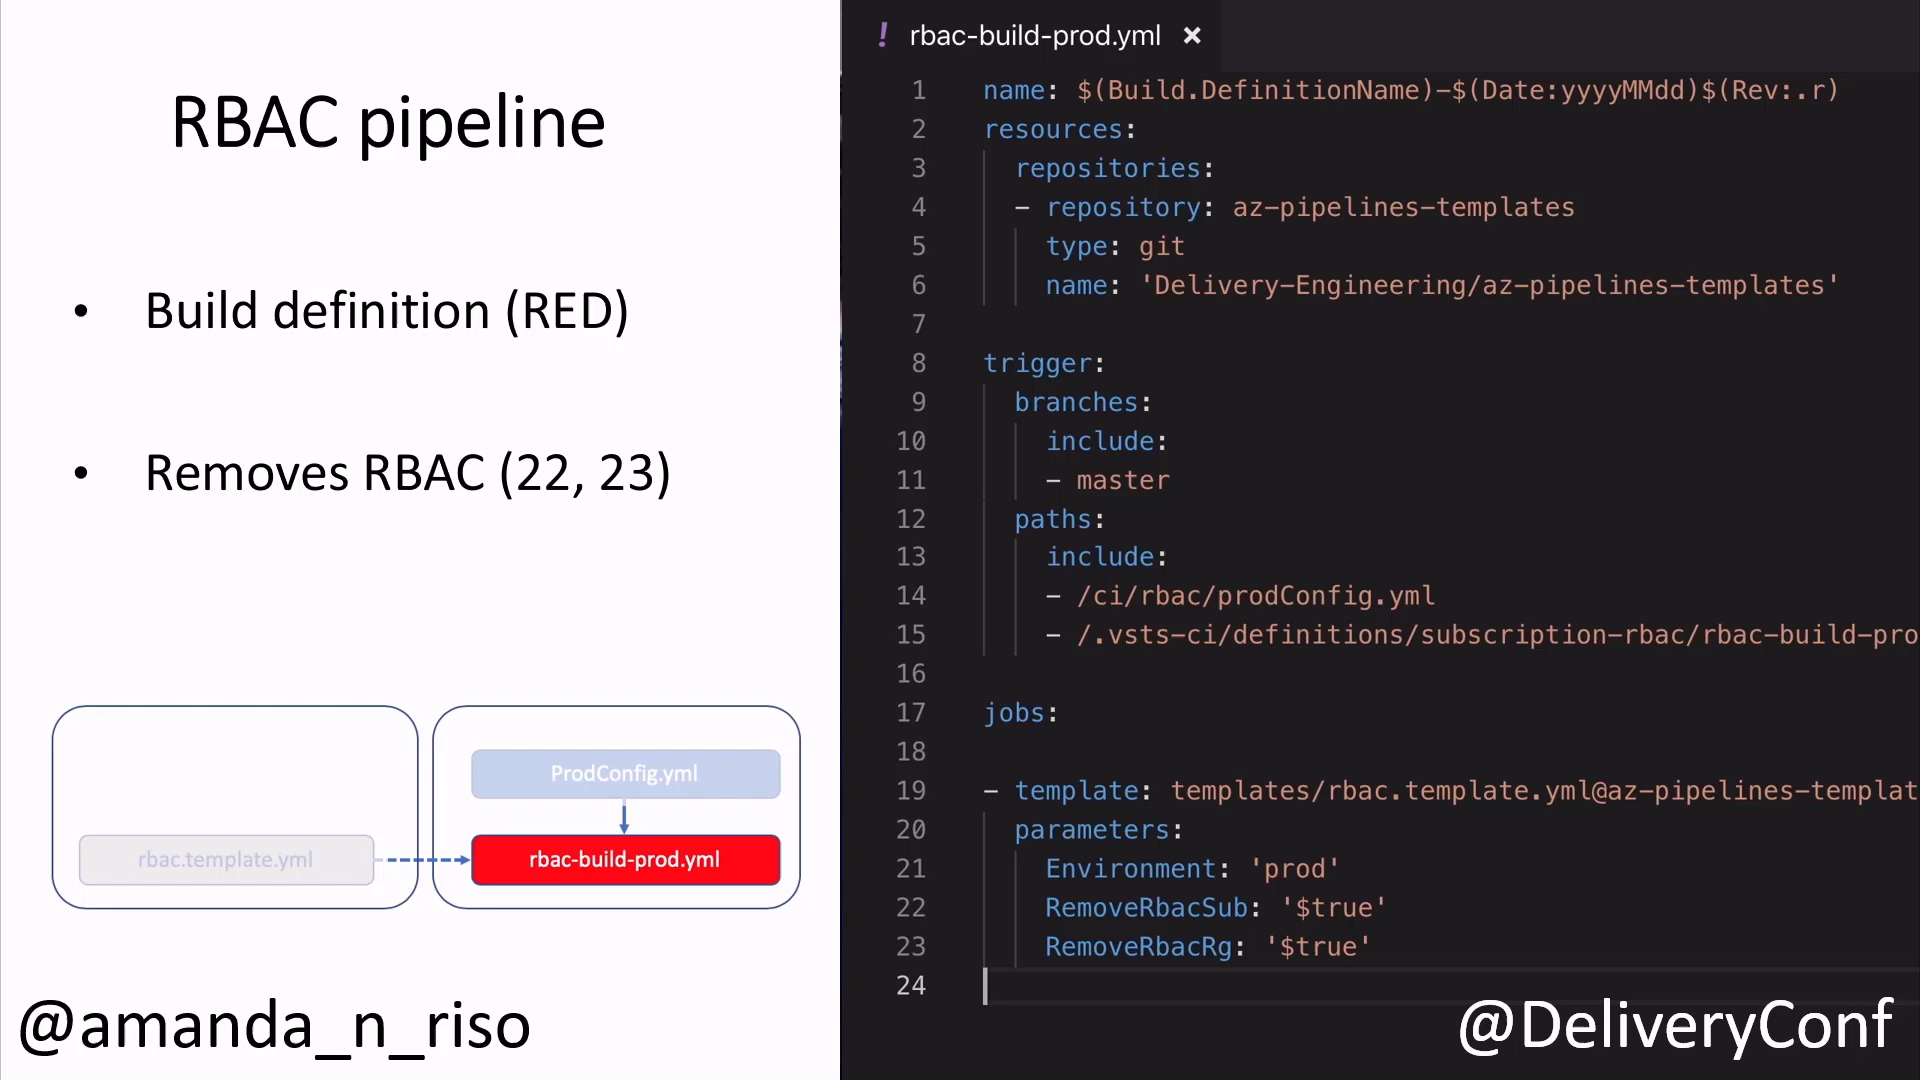 RBAC pipeline
• Build definition (RED)
• Removes RBAC (22, 23)
ProdConfig.yml
rbac.template.yml
rbac-build-prod.yml
@amanda_n_riso
! rbac-build-prod.yml ×
1 name: $(Build.DefinitionName)-$(Date:yyyyMMdd)$(Rev:.r)
2 resources:
3 repositories:
4 - repository: az-pipelines-templates
5 type: git
6 name: 'Delivery-Engineering/az-pipelines-templates'
7
8 trigger:
9 branches:
10 include:
11 - master
12 paths:
13 include:
14 - /ci/rbac/prodConfig.yml
15 - /.vsts-ci/definitions/subscription-rbac/rbac-build-pro
16
17 jobs:
18
19 - template: templates/rbac.template.yml@az-pipelines-templat
20 parameters:
21 Environment: 'prod'
22 RemoveRbacSub: '$true'
23 RemoveRbacRg: '$true'
24
@DeliveryConf